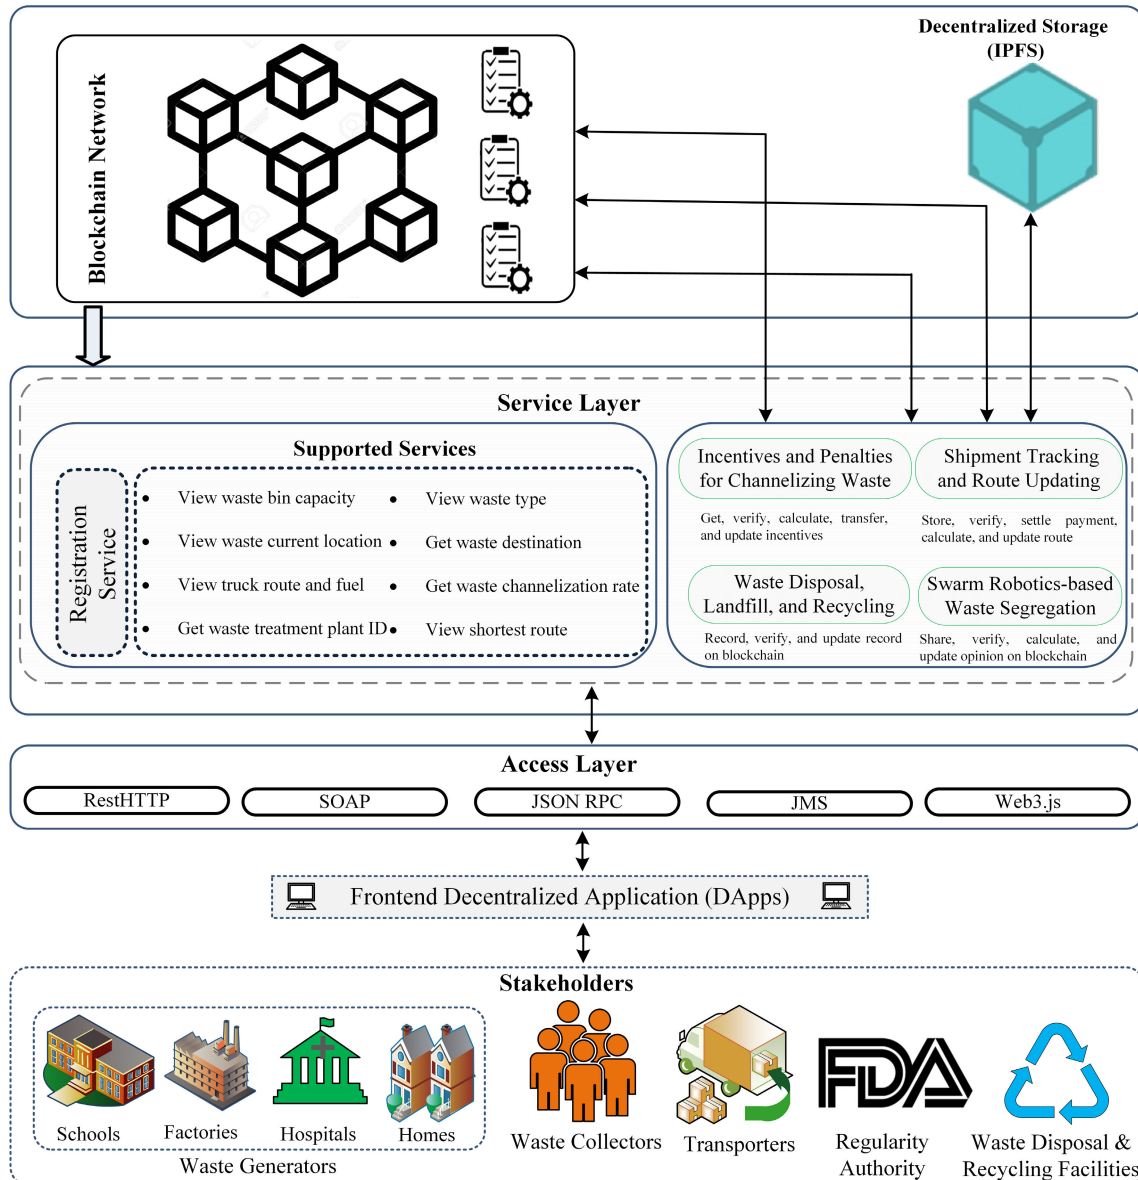 Decentralized Storage
(IPFS)
Blockchain Network
Service Layer
Supported Services
Registration
Service
View waste bin capacity
View waste type
View waste current location
Get waste destination
View truck route and fuel
Get waste channelization rate
Get waste treatment plant ID
View shortest route
Incentives and Penalties
for Channelizing Waste
Get, verify, calculate, transfer,
and update incentives
Shipment Tracking
and Route Updating
Store, verify, settle payment,
calculate, and update route
Waste Disposal,
Landfill, and Recycling
Record, verify, and update record
on blockchain
Swarm Robotics-based
Waste Segregation
Share, verify, calculate, and
update opinion on blockchain
Access Layer
RestHTTP
SOAP
JSON RPC
JMS
Web3.js
Frontend Decentralized Application (DApps)
Stakeholders
Schools
Factories
Hospitals
Homes
Waste Generators
Waste Collectors
Transporters
FDA
Regularity
Authority
Waste Disposal &
Recycling Facilities